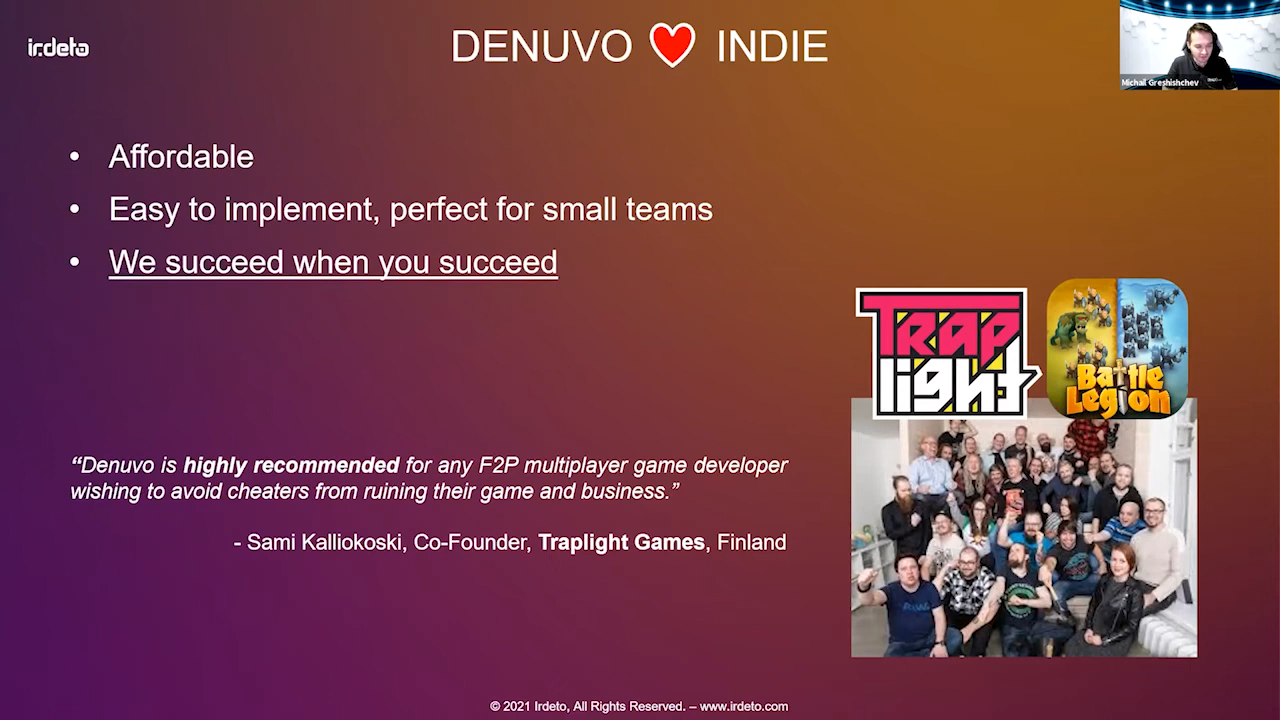 irdeto
DENUVO ❤ INDIE
Michail Greshishchev
• Affordable
• Easy to implement, perfect for small teams
• We succeed when you succeed
Trap
light
Battle
Legion
“Denuvo is highly recommended for any F2P multiplayer game developer
wishing to avoid cheaters from ruining their game and business.”
- Sami Kalliokoski, Co-Founder, Traplight Games, Finland
© 2021 Irdeto, All Rights Reserved. – www.irdeto.com